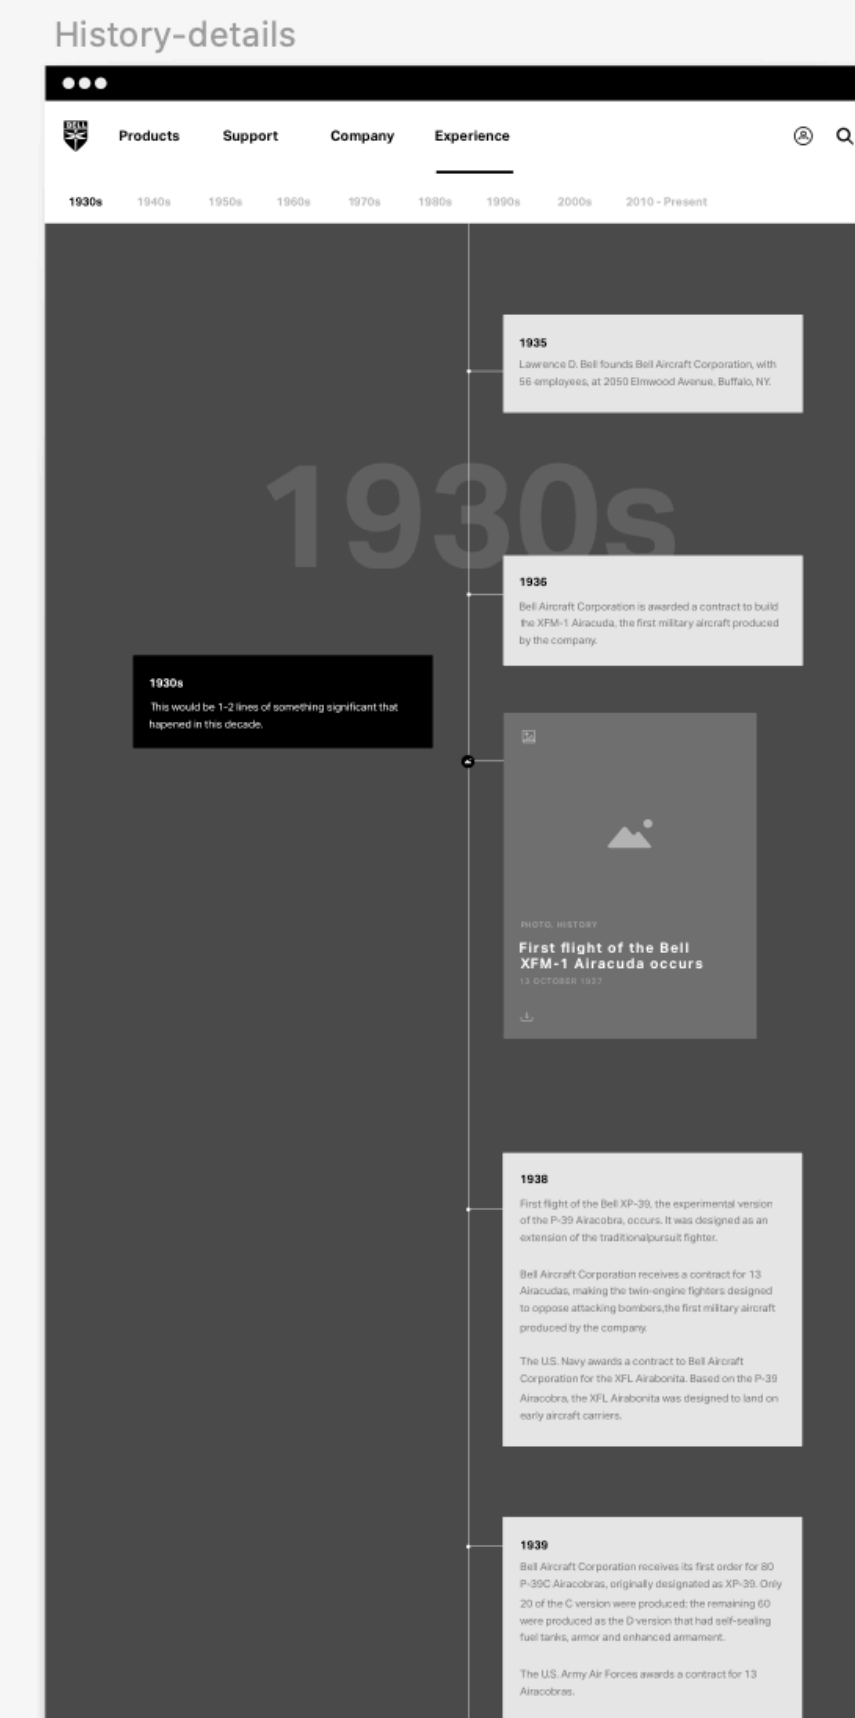 History-details
BELL
Products Support Company Experience
1930s 1940s 1950s 1960s 1970s 1980s 1990s 2000s 2010 - Present
1935
Lawrence D. Bell founds Bell Aircraft Corporation, with
56 employees, at 2050 Elmwood Avenue, Buffalo, NY.
1930s
1936
Bell Aircraft Corporation is awarded a contract to build
the XFM-1 Airacuda, the first military aircraft produced
by the company.
1930s
This would be 1-2 lines of something significant that
hapened in this decade.
PHOTO, HISTORY
First flight of the Bell
XFM-1 Airacuda occurs
13 OCTOBER 1937
1938
First flight of the Bell XP-39, the experimental version
of the P-39 Airacobra, occurs. It was designed as an
extension of the traditionalpursuit fighter.
Bell Aircraft Corporation receives a contract for 13
Airacudas, making the twin-engine fighters designed
to oppose attacking bombers,the first military aircraft
produced by the company.
The U.S. Navy awards a contract to Bell Aircraft
Corporation for the XFL Airabonita. Based on the P-39
Airacobra, the XFL Airabonita was designed to land on
early aircraft carriers.
1939
Bell Aircraft Corporation receives its first order for 80
P-39C Airacobras, originally designated as XP-39. Only
20 of the C version were produced; the remaining 60
were produced as the D version that had self-sealing
fuel tanks, armor and enhanced armament.
The U.S. Army Air Forces awards a contract for 13
Airacobras.